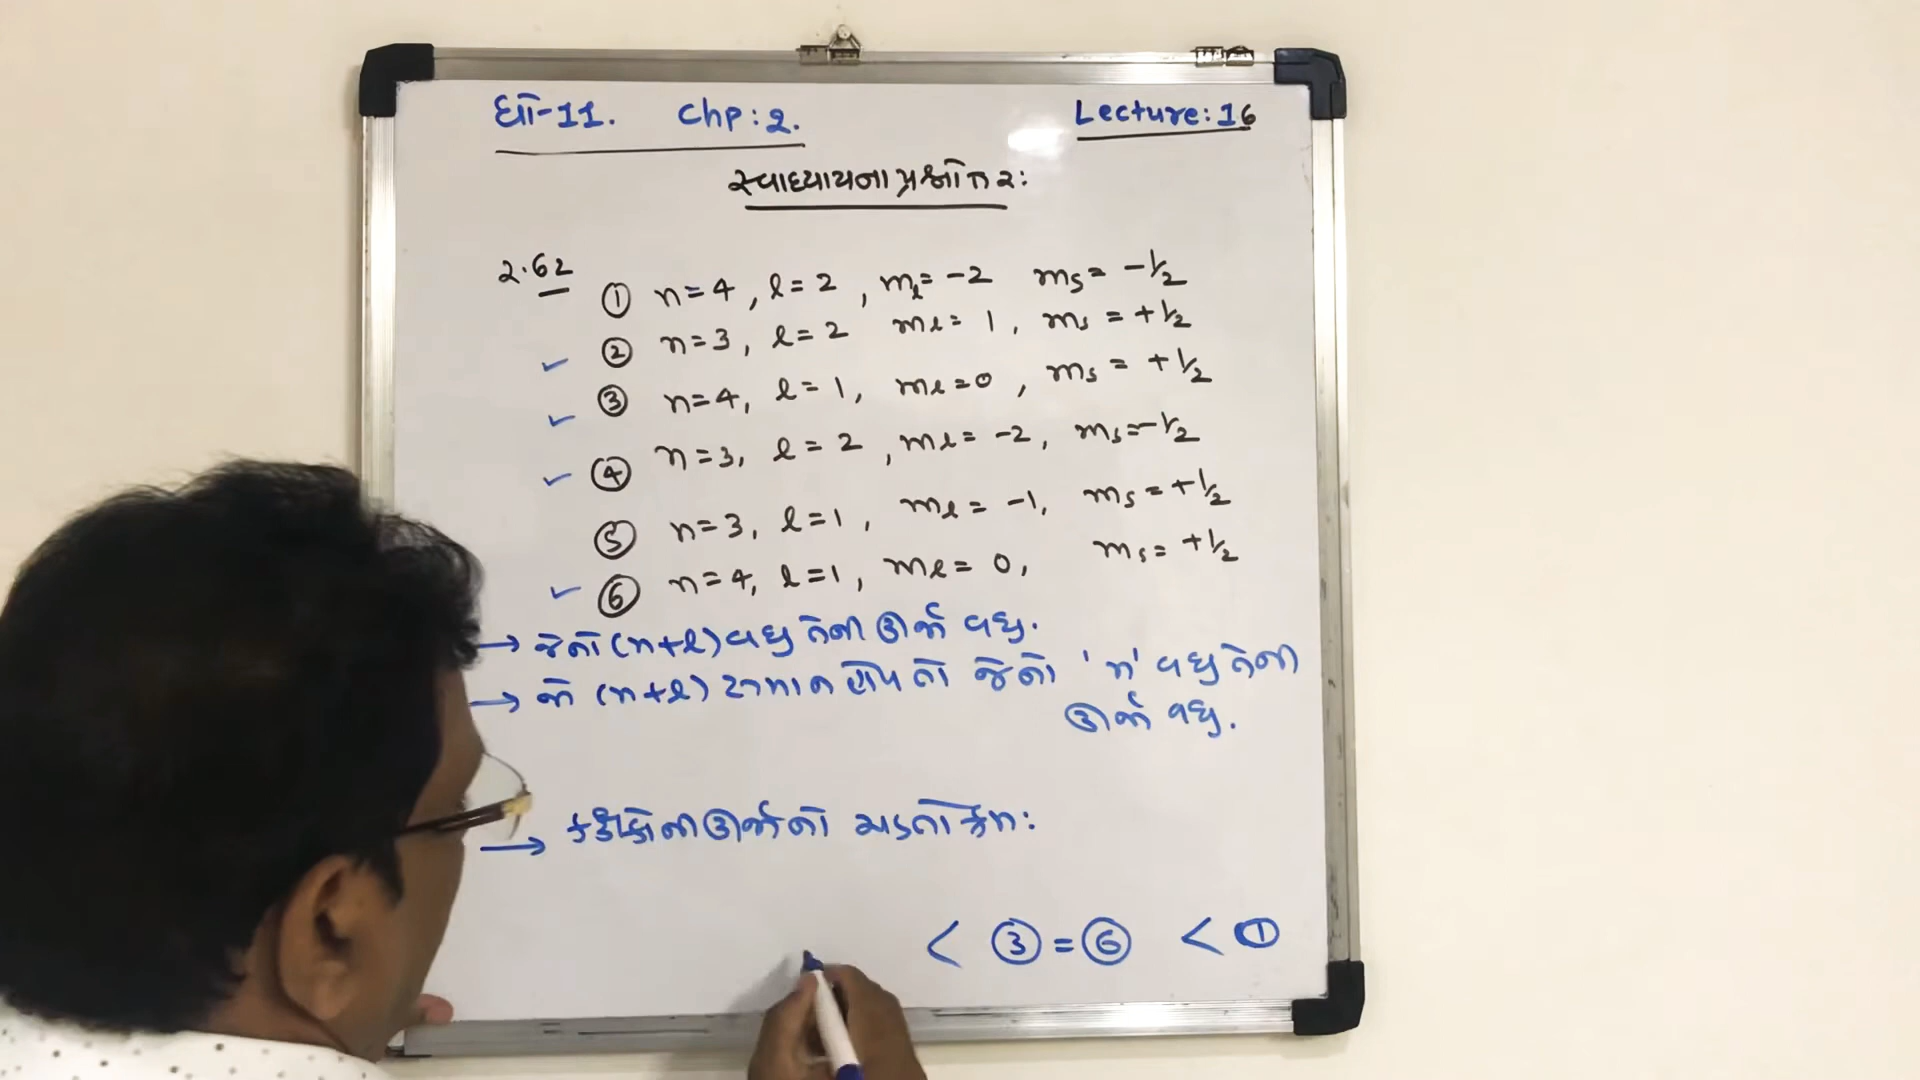 ધો-11. Chp:2. Lecture:16
સ્વાધ્યાયના પ્રશ્નોત્તર:
2.62
① n=4, l=2, mₗ=-2 ms=-1/2
✓ ② n=3, l=2 mₗ=1, ms=+1/2
✓ ③ n=4, l=1, mₗ=0, ms=+1/2
✓ ④ n=3, l=2, mₗ=-2, ms=-1/2
⑤ n=3, l=1, mₗ=-1, ms=+1/2
✓ ⑥ n=4, l=1, mₗ=0, ms=+1/2
→ જેની (n+l) વધુ તેની ઊર્જા વધુ.
→ જો (n+l) સમાન હોય તો જેની 'n' વધુ તેની
ઊર્જા વધુ.
→ કક્ષકોની ઊર્જાનો ચડતો ક્રમ:
< ③ = ⑥ < ①